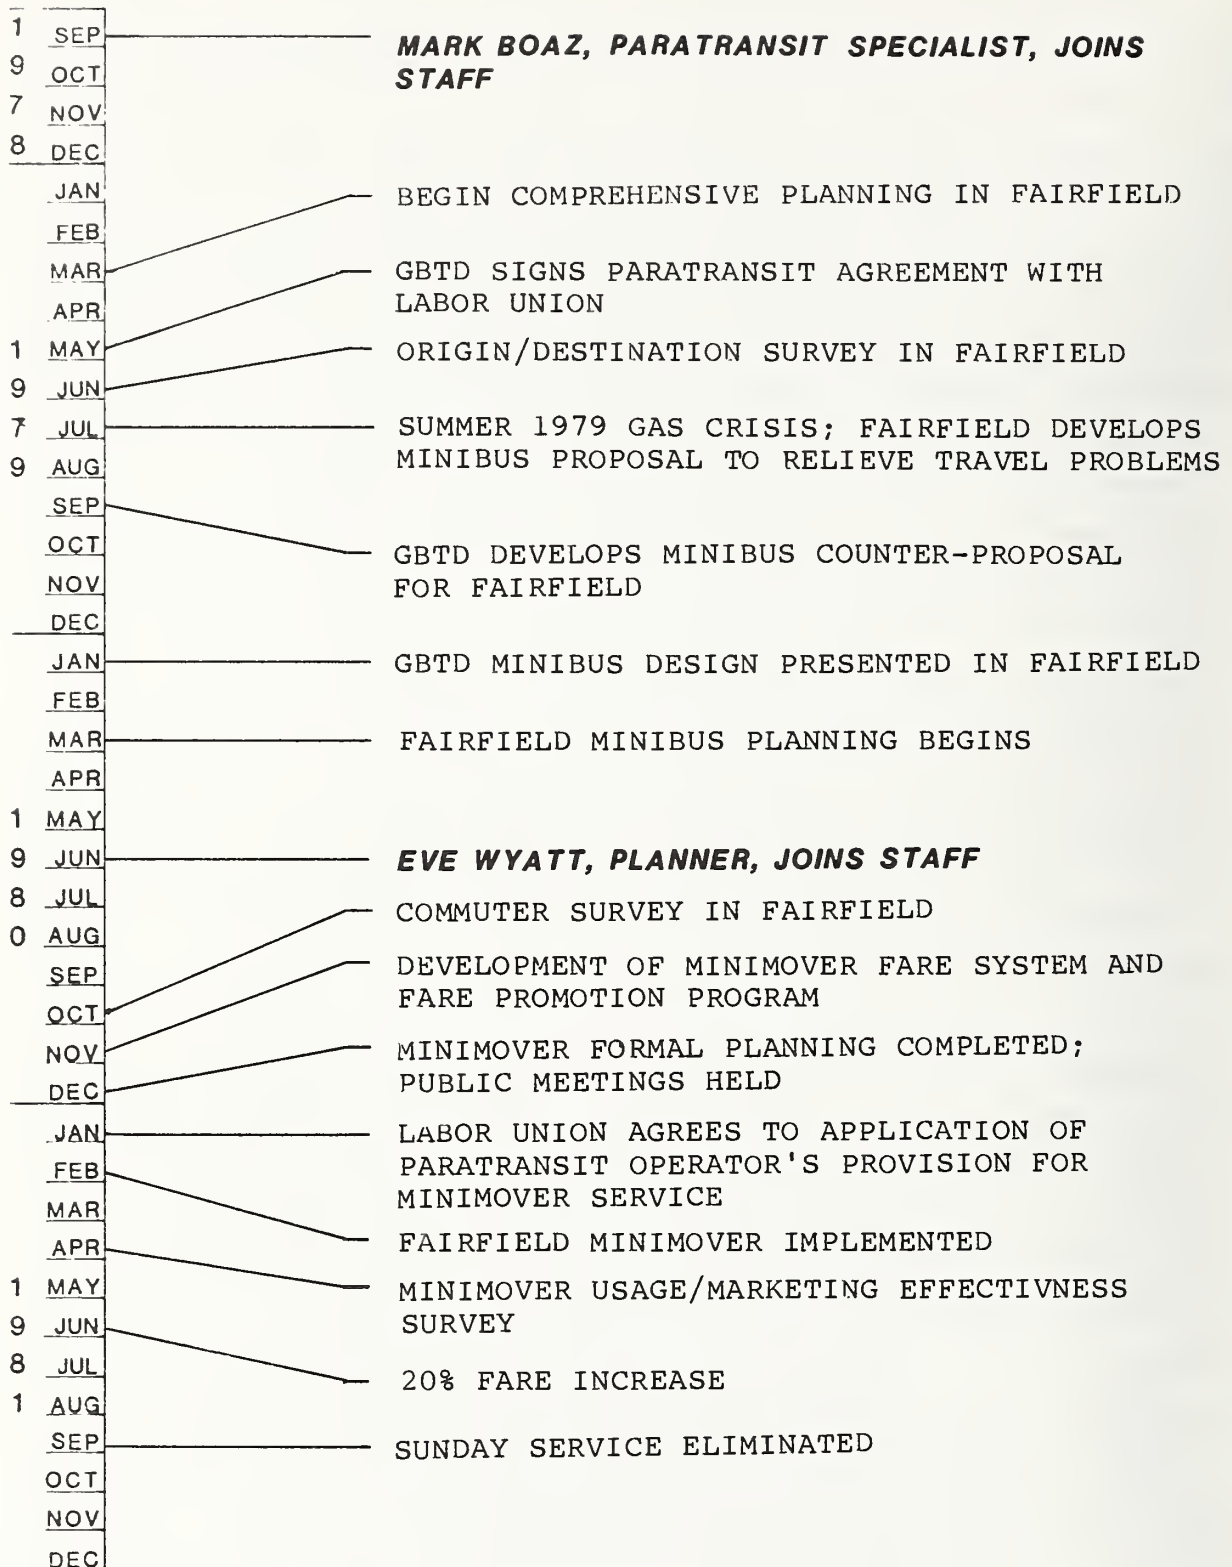 1 SEP MARK BOAZ, PARATRANSIT SPECIALIST, JOINS
9 OCT STAFF
7 NOV
8 DEC
JAN BEGIN COMPREHENSIVE PLANNING IN FAIRFIELD
FEB
MAR GBTD SIGNS PARATRANSIT AGREEMENT WITH
APR LABOR UNION
1 MAY ORIGIN/DESTINATION SURVEY IN FAIRFIELD
9 JUN
7 JUL SUMMER 1979 GAS CRISIS; FAIRFIELD DEVELOPS
9 AUG MINIBUS PROPOSAL TO RELIEVE TRAVEL PROBLEMS
SEP
OCT GBTD DEVELOPS MINIBUS COUNTER-PROPOSAL
NOV FOR FAIRFIELD
DEC
JAN GBTD MINIBUS DESIGN PRESENTED IN FAIRFIELD
FEB
MAR FAIRFIELD MINIBUS PLANNING BEGINS
APR
1 MAY
9 JUN EVE WYATT, PLANNER, JOINS STAFF
8 JUL COMMUTER SURVEY IN FAIRFIELD
0 AUG
SEP DEVELOPMENT OF MINIMOVER FARE SYSTEM AND
OCT FARE PROMOTION PROGRAM
NOV MINIMOVER FORMAL PLANNING COMPLETED;
DEC PUBLIC MEETINGS HELD
JAN LABOR UNION AGREES TO APPLICATION OF
FEB PARATRANSIT OPERATOR'S PROVISION FOR
MAR MINIMOVER SERVICE
APR FAIRFIELD MINIMOVER IMPLEMENTED
1 MAY MINIMOVER USAGE/MARKETING EFFECTIVNESS
9 JUN SURVEY
8 JUL 20% FARE INCREASE
1 AUG
SEP SUNDAY SERVICE ELIMINATED
OCT
NOV
DEC